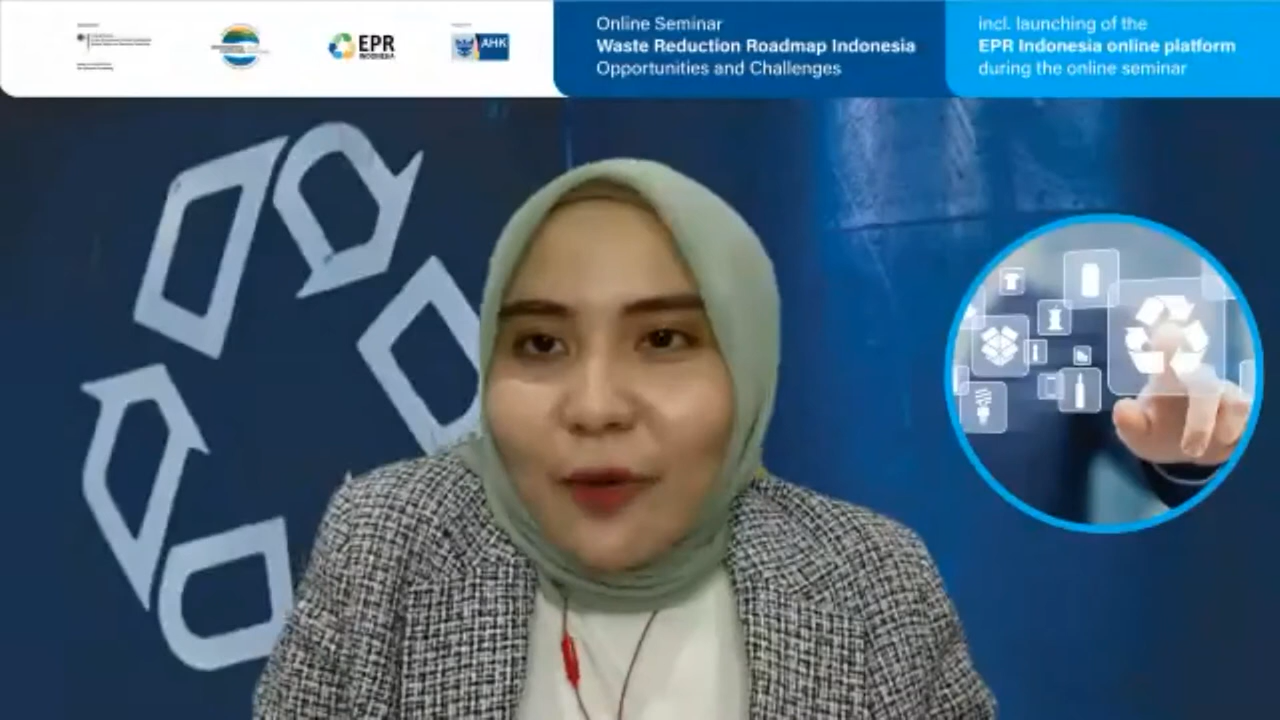 EPR
INDONESIA
AHK
Online Seminar
Waste Reduction Roadmap Indonesia
Opportunities and Challenges
incl. launching of the
EPR Indonesia online platform
during the online seminar